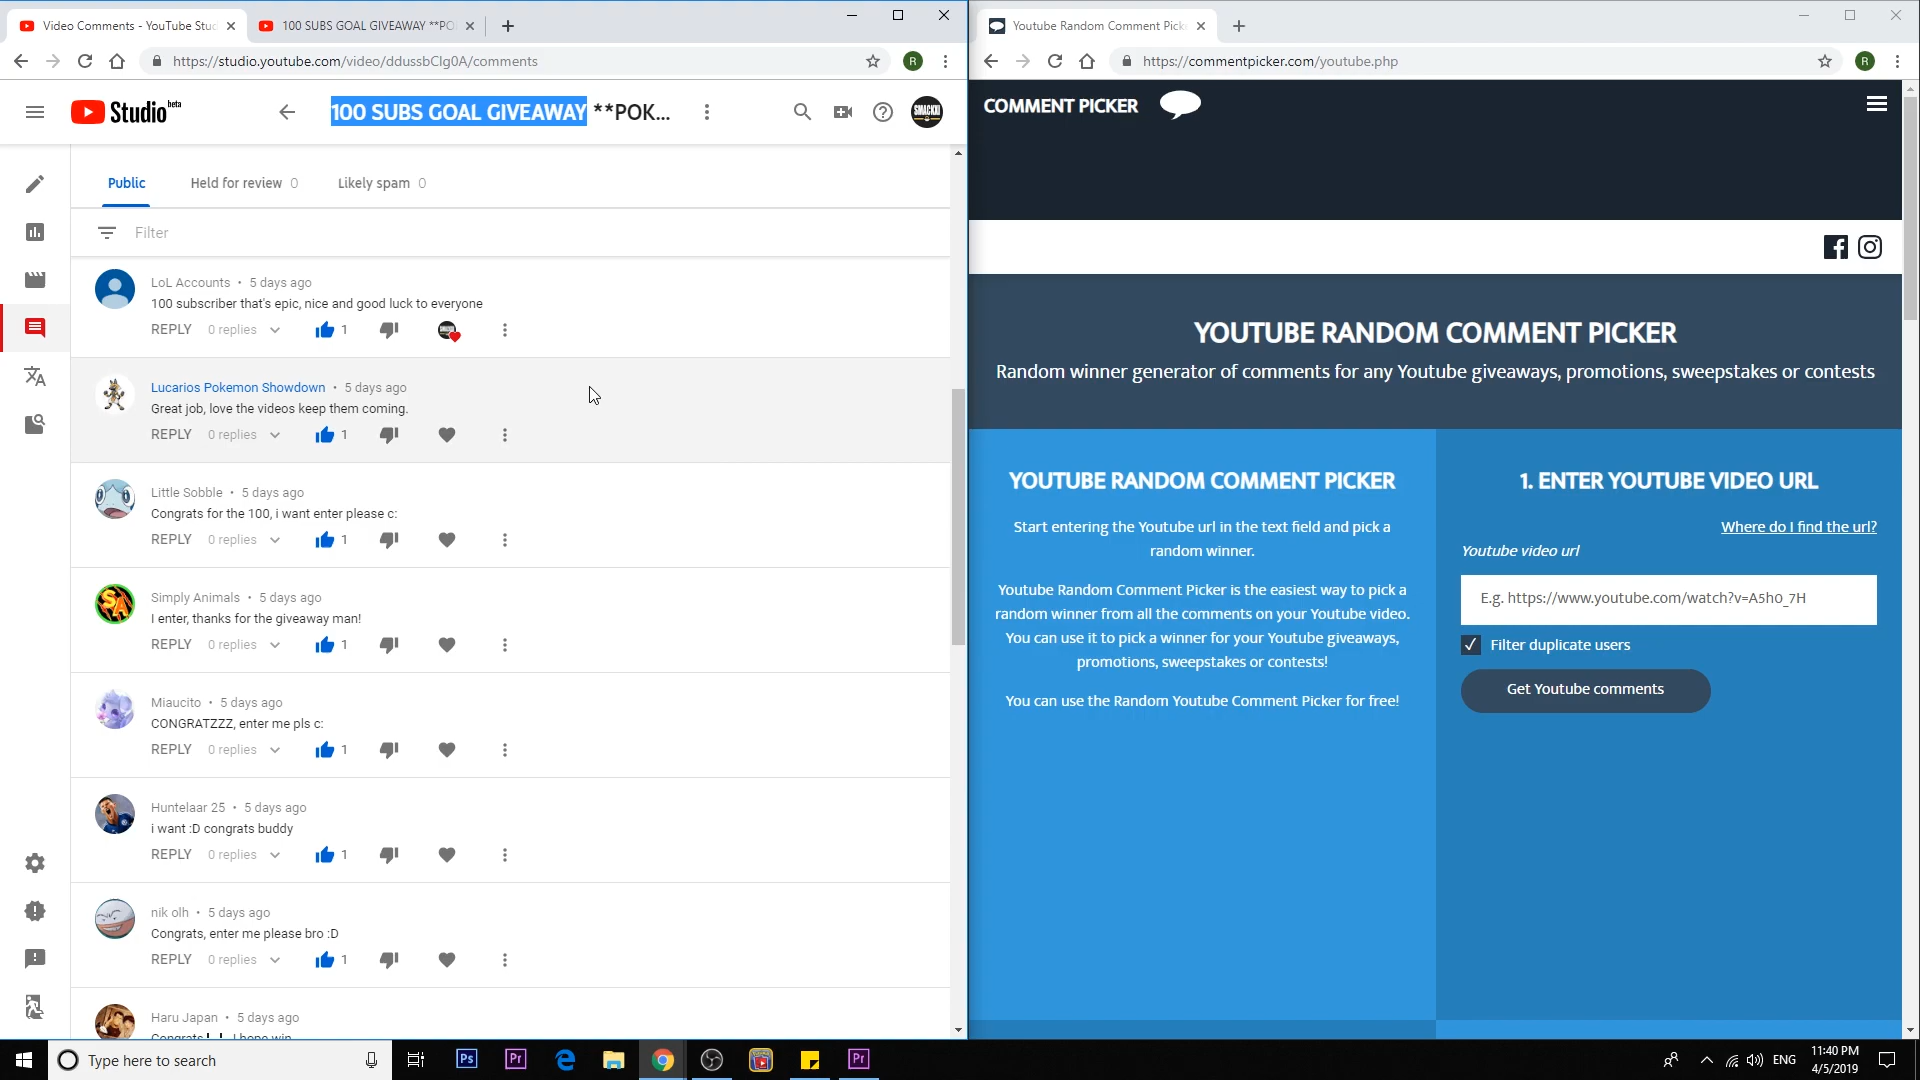 Video Comments - YouTube Stud
100 SUBS GOAL GIVEAWAY **PO
https://studio.youtube.com/video/ddussbClg0A/comments
R
Studio beta
100 SUBS GOAL GIVEAWAY **POK...
Public
Held for review 0
Likely spam 0
Filter
LoL Accounts • 5 days ago
100 subscriber that's epic, nice and good luck to everyone
REPLY 0 replies 1
Lucarios Pokemon Showdown • 5 days ago
Great job, love the videos keep them coming.
REPLY 0 replies 1
Little Sobble • 5 days ago
Congrats for the 100, i want enter please c:
REPLY 0 replies 1
Simply Animals • 5 days ago
I enter, thanks for the giveaway man!
REPLY 0 replies 1
Miaucito • 5 days ago
CONGRATZZZ, enter me pls c:
REPLY 0 replies 1
Huntelaar 25 • 5 days ago
i want :D congrats buddy
REPLY 0 replies 1
nik olh • 5 days ago
Congrats, enter me please bro :D
REPLY 0 replies 1
Haru Japan • 5 days ago
Youtube Random Comment Pick
https://commentpicker.com/youtube.php
R
COMMENT PICKER
YOUTUBE RANDOM COMMENT PICKER
Random winner generator of comments for any Youtube giveaways, promotions, sweepstakes or contests
YOUTUBE RANDOM COMMENT PICKER
Start entering the Youtube url in the text field and pick a
random winner.
Youtube Random Comment Picker is the easiest way to pick a
random winner from all the comments on your Youtube video.
You can use it to pick a winner for your Youtube giveaways,
promotions, sweepstakes or contests!
You can use the Random Youtube Comment Picker for free!
1. ENTER YOUTUBE VIDEO URL
Where do I find the url?
Youtube video url
E.g. https://www.youtube.com/watch?v=A5h0_7H
Filter duplicate users
Get Youtube comments
Type here to search
Ps
Pr
Pr
ENG
11:40 PM
4/5/2019